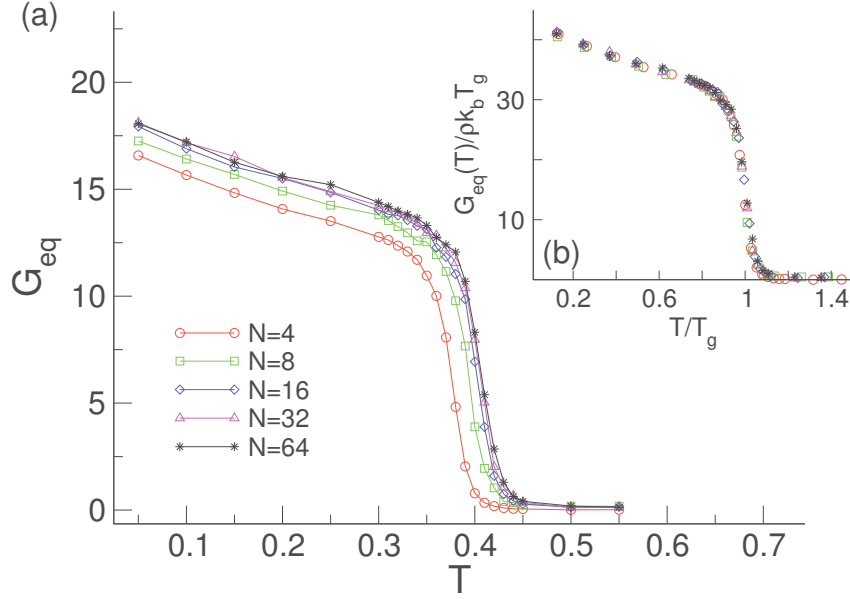 (a)
20
15
10
5
0
G_eq
0.1 0.2 0.3 0.4 0.5 0.6 0.7
T
N=4
N=8
N=16
N=32
N=64
(b)
30
10
G_eq(T)/ρk_bT_g
0.2 0.6 1 1.4
T/T_g